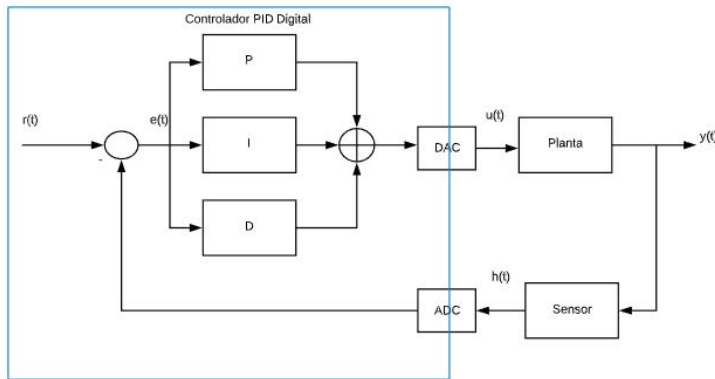 Controlador PID Digital
P
r(t)
e(t)
-
I
D
DAC
u(t)
Planta
y(t)
h(t)
ADC
Sensor